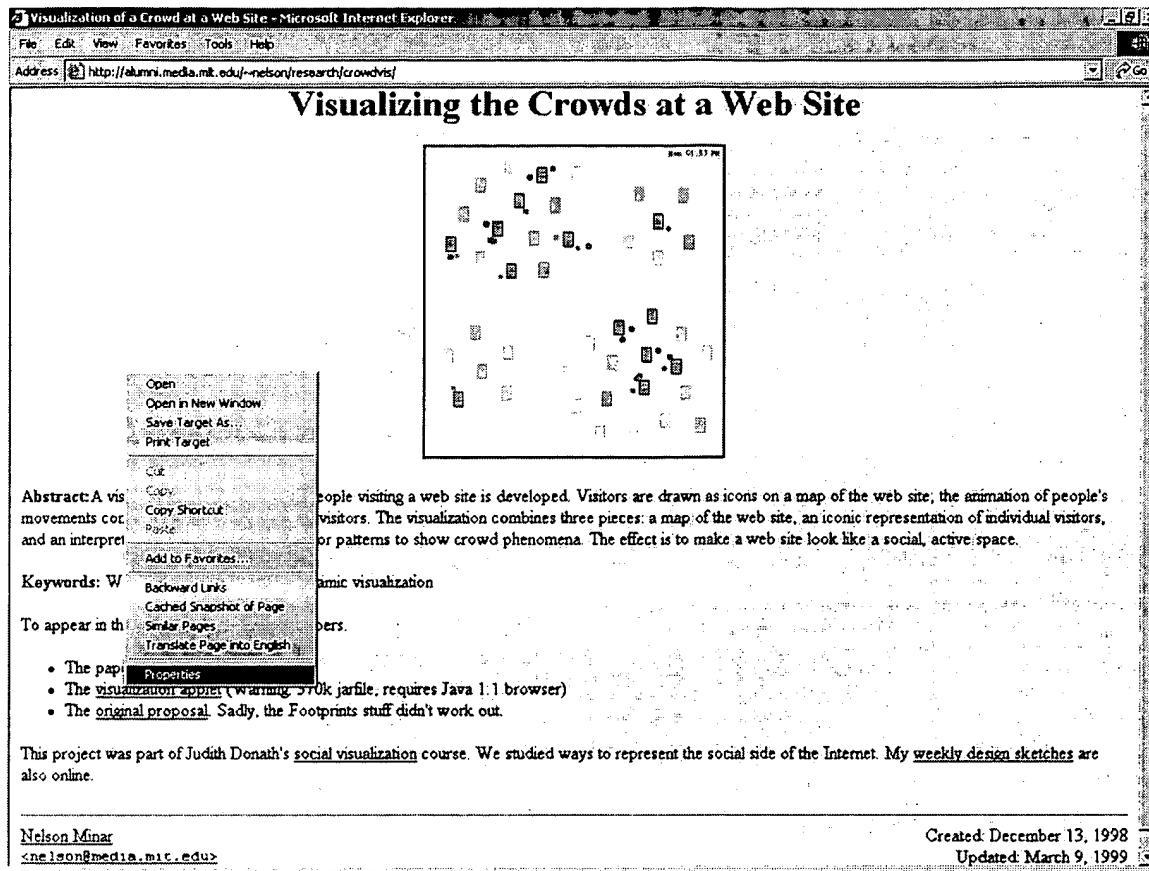 Visualization of a Crowd at a Web Site - Microsoft Internet Explorer
File Edit View Favorites Tools Help
Address http://alumni.media.mit.edu/~nelson/research/crowdvis/ Go
Visualizing the Crowds at a Web Site
Open
Open in New Window
Save Target As...
Print Target
Cut
Copy
Copy Shortcut
Paste
Add to Favorites...
Backward Links
Cached Snapshot of Page
Similar Pages
Translate Page into English
Properties
Abstract: A vis eople visiting a web site is developed. Visitors are drawn as icons on a map of the web site; the animation of people's
movements cor visitors. The visualization combines three pieces: a map of the web site, an iconic representation of individual visitors,
and an interpret or patterns to show crowd phenomena. The effect is to make a web site look like a social, active space.
Keywords: W amic visualization
To appear in th pers.
• The pap
• The visualization applet (Warning 570k jarfile, requires Java 1.1 browser)
• The original proposal. Sadly, the Footprints stuff didn't work out.
This project was part of Judith Donath's social visualization course. We studied ways to represent the social side of the Internet. My weekly design sketches are
also online.
Nelson Minar Created: December 13, 1998
<nelson@media.mit.edu> Updated: March 9, 1999